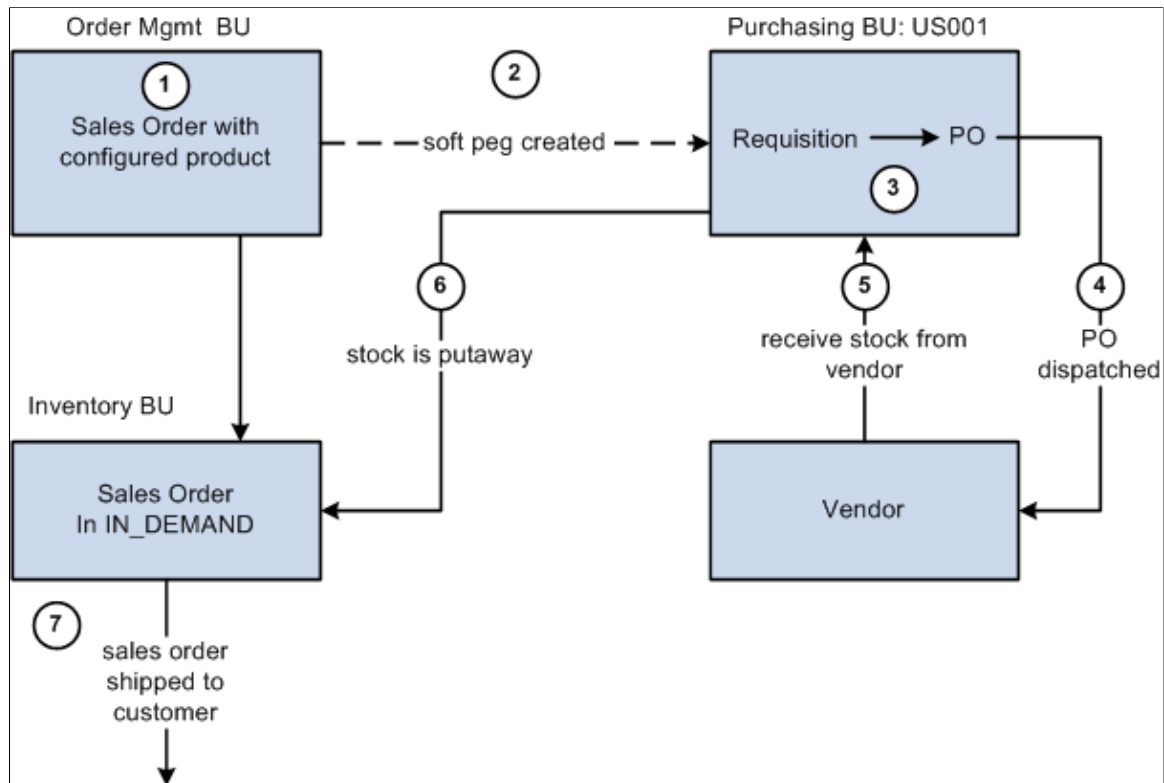 Order Mgmt BU
Purchasing BU: US001
1
Sales Order with
configured product
2
soft peg created
Requisition
PO
3
6
stock is putaway
5
receive stock from
vendor
4
PO
dispatched
Inventory BU
Sales Order
In IN_DEMAND
Vendor
7
sales order
shipped to
customer